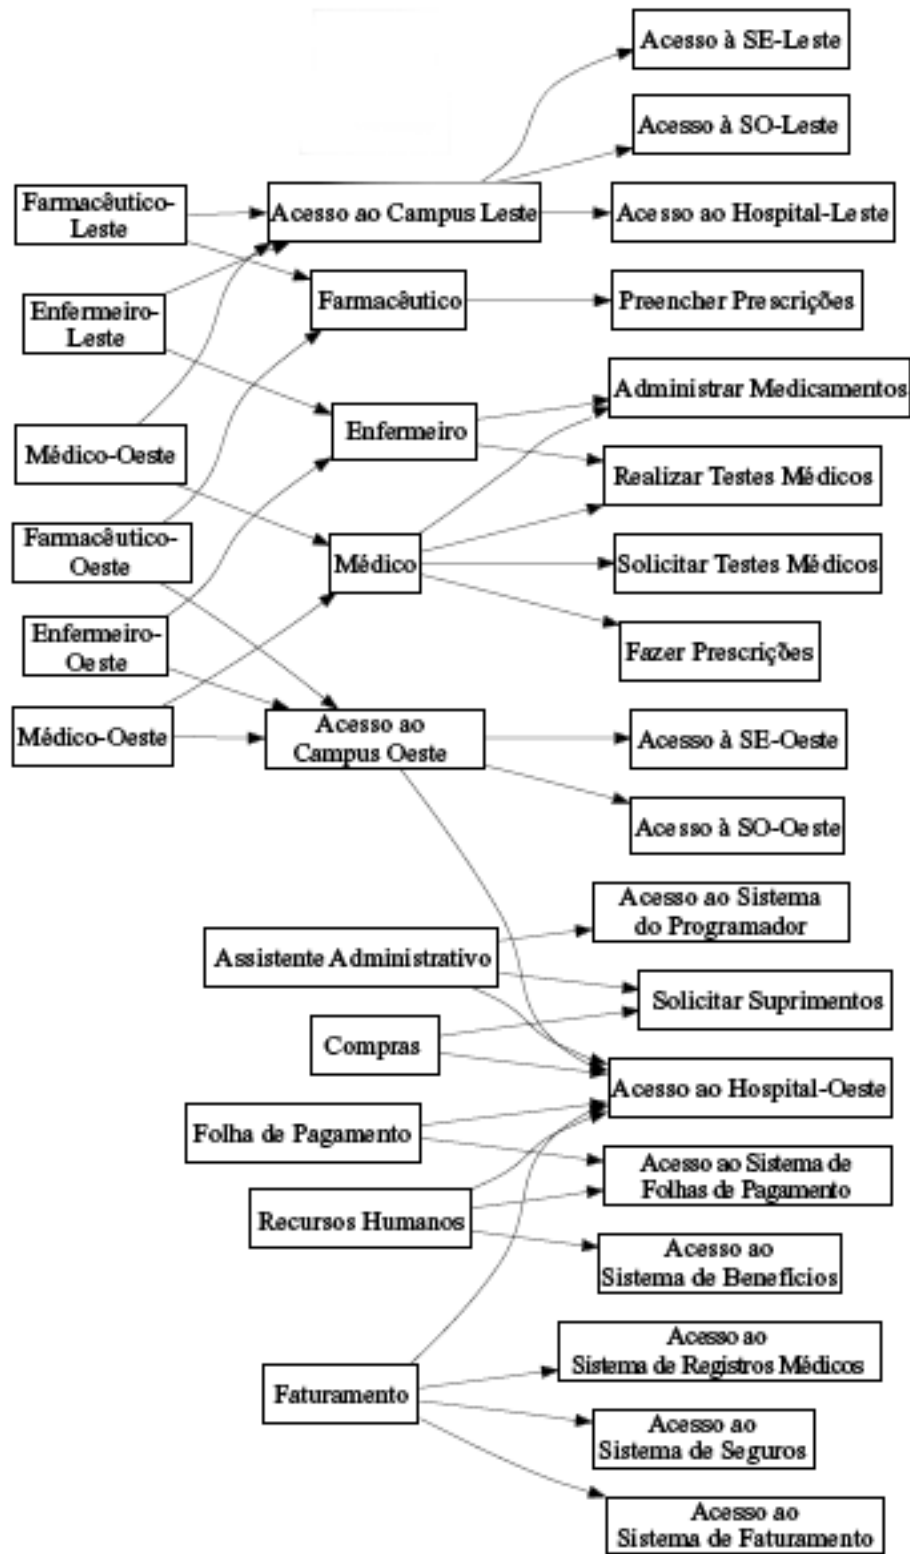 Acesso à SE-Leste
Acesso à SO-Leste
Farmacêutico-
Leste
Acesso ao Campus Leste
Acesso ao Hospital-Leste
Enfermeiro-
Leste
Farmacêutico
Preencher Prescrições
Administrar Medicamentos
Enfermeiro
Médico-Oeste
Realizar Testes Médicos
Farmacêutico-
Oeste
Médico
Solicitar Testes Médicos
Enfermeiro-
Oeste
Fazer Prescrições
Médico-Oeste
Acesso ao
Campus Oeste
Acesso à SE-Oeste
Acesso à SO-Oeste
Acesso ao Sistema
do Programador
Assistente Administrativo
Solicitar Suprimentos
Compras
Acesso ao Hospital-Oeste
Folha de Pagamento
Acesso ao Sistema de
Folhas de Pagamento
Recursos Humanos
Acesso ao
Sistema de Benefícios
Acesso ao
Sistema de Registros Médicos
Faturamento
Acesso ao
Sistema de Seguros
Acesso ao
Sistema de Faturamento